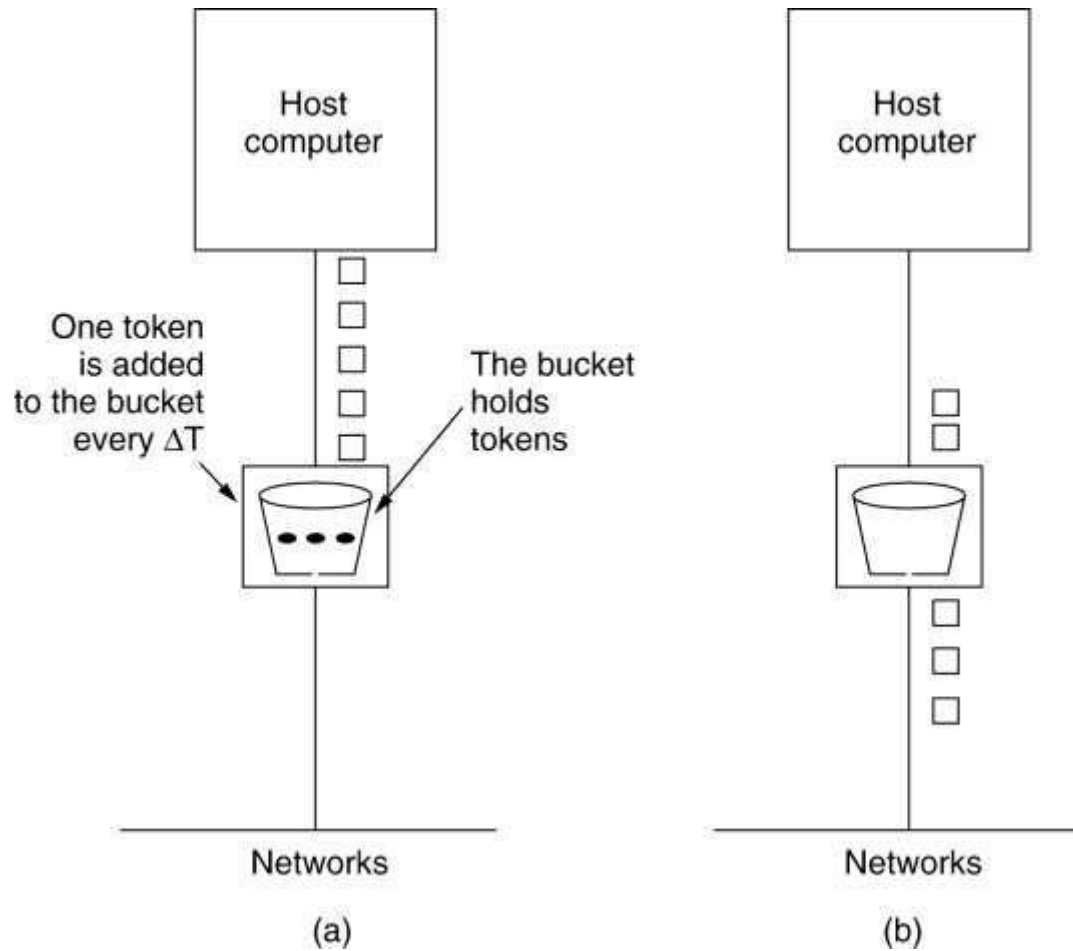 Host
computer
Host
computer
One token
is added
to the bucket
every ΔT
The bucket
holds
tokens
Networks
Networks
(a)
(b)